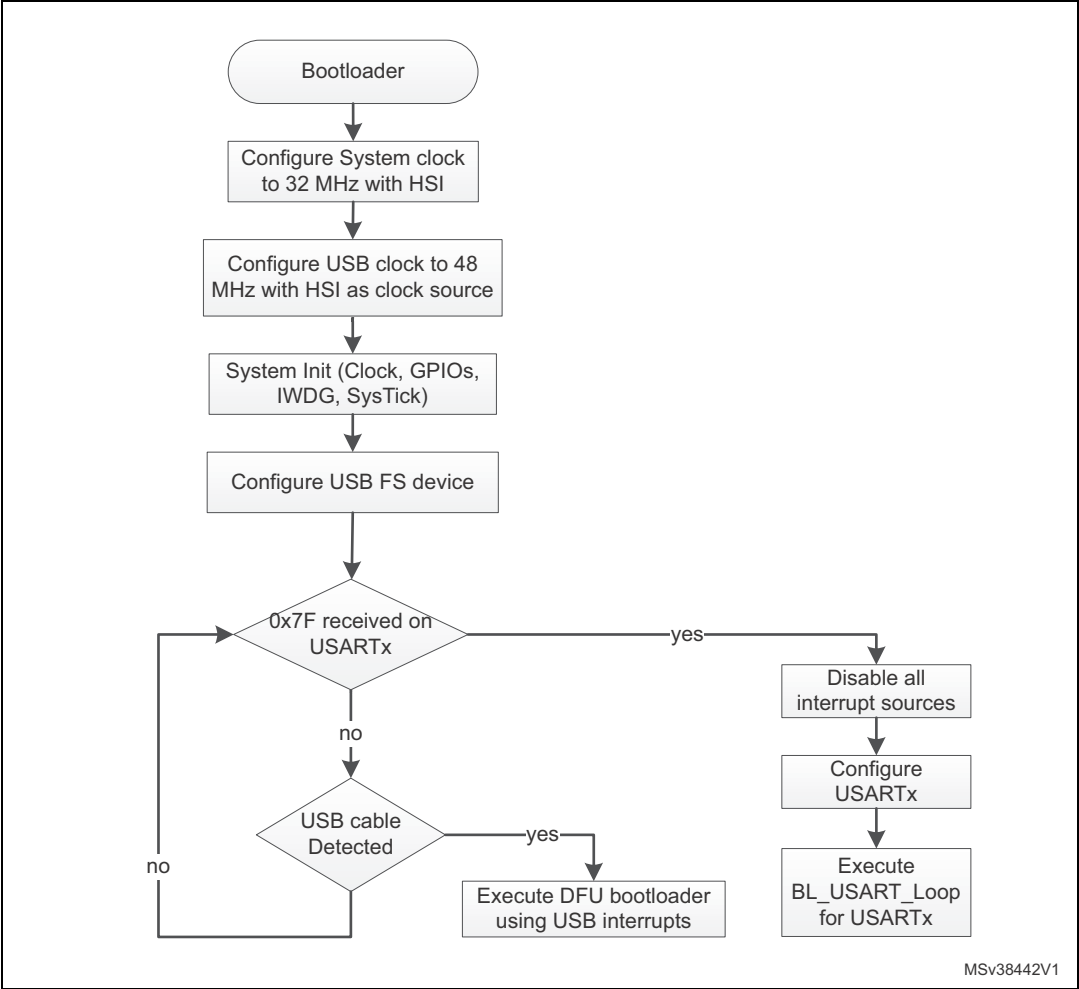 Bootloader
Configure System clock
to 32 MHz with HSI
Configure USB clock to 48
MHz with HSI as clock source
System Init (Clock, GPIOs,
IWDG, SysTick)
Configure USB FS device
0x7F received on
USARTx
yes
Disable all
interrupt sources
no
Configure
USARTx
USB cable
Detected
yes
no
Execute DFU bootloader
using USB interrupts
Execute
BL_USART_Loop
for USARTx
MSv38442V1